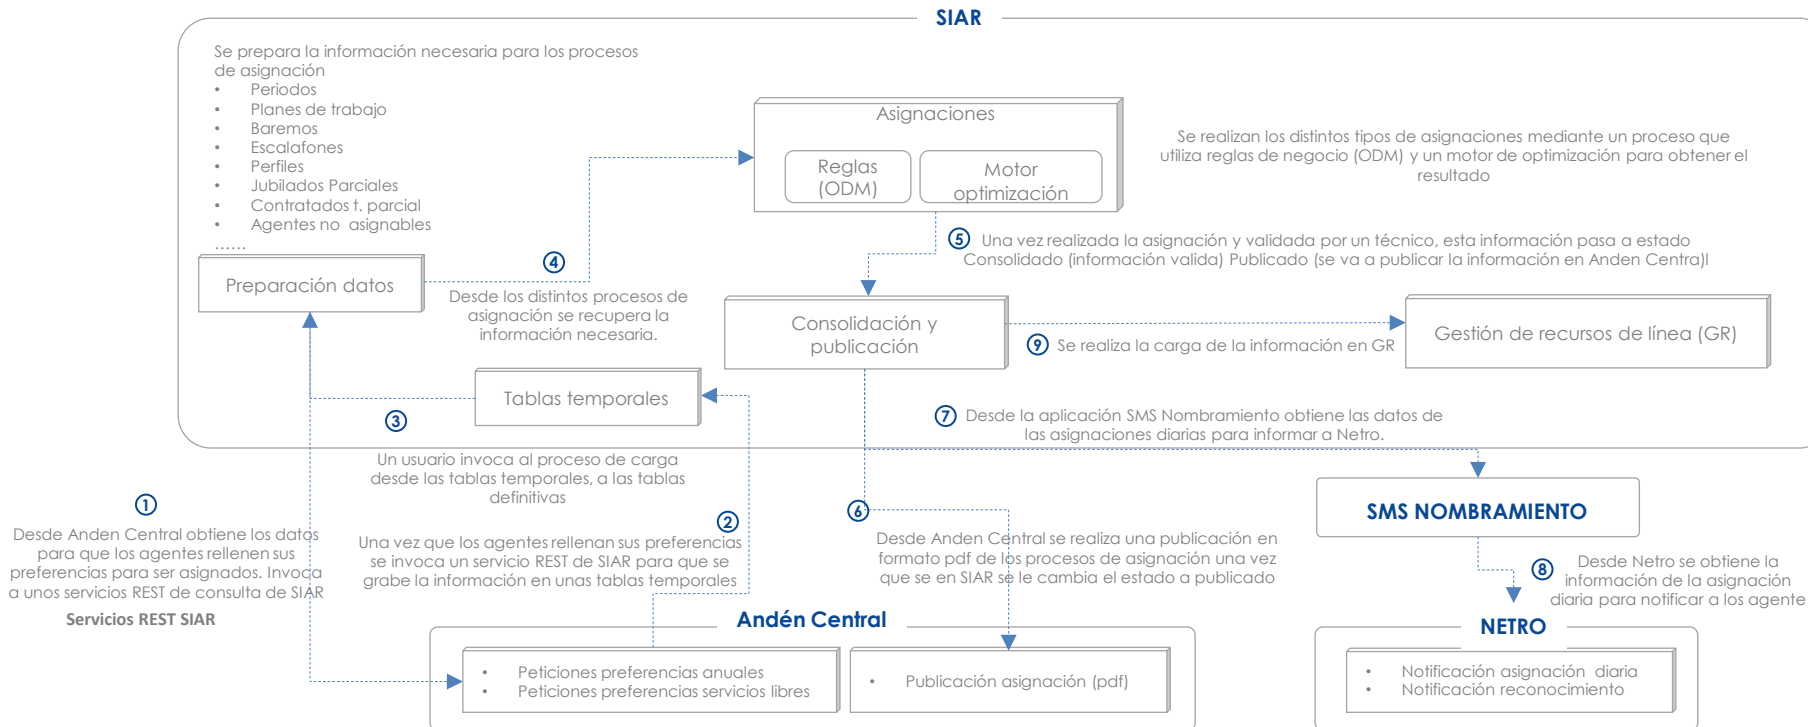 SIAR
Se prepara la información necesaria para los procesos
de asignación
• Periodos
• Planes de trabajo
• Baremos
• Escalafones
• Perfiles
• Jubilados Parciales
• Contratados t. parcial
• Agentes no asignables
......
Asignaciones
Reglas
(ODM)
Motor
optimización
Se realizan los distintos tipos de asignaciones mediante un proceso que
utiliza reglas de negocio (ODM) y un motor de optimización para obtener el
resultado
5 Una vez realizada la asignación y validada por un técnico, esta información pasa a estado
Consolidado (información valida) Publicado (se va a publicar la información en Anden Centra)l
4
Preparación datos
Desde los distintos procesos de
asignación se recupera la
información necesaria.
Consolidación y
publicación
9 Se realiza la carga de la información en GR
Gestión de recursos de línea (GR)
Tablas temporales
3
7 Desde la aplicación SMS Nombramiento obtiene las datos de
las asignaciones diarias para informar a Netro.
Un usuario invoca al proceso de carga
desde las tablas temporales, a las tablas
definitivas
1
Desde Anden Central obtiene los datos
para que los agentes rellenen sus
preferencias para ser asignados. Invoca
a unos servicios REST de consulta de SIAR
Servicios REST SIAR
2
Una vez que los agentes rellenan sus preferencias
se invoca un servicio REST de SIAR para que se
grabe la información en unas tablas temporales
6
Desde Anden Central se realiza una publicación en
formato pdf de los procesos de asignación una vez
que se en SIAR se le cambia el estado a publicado
SMS NOMBRAMIENTO
8 Desde Netro se obtiene la
información de la asignación
diaria para notificar a los agente
Andén Central
• Peticiones preferencias anuales
• Peticiones preferencias servicios libres
• Publicación asignación (pdf)
NETRO
• Notificación asignación diaria
• Notificación reconocimiento